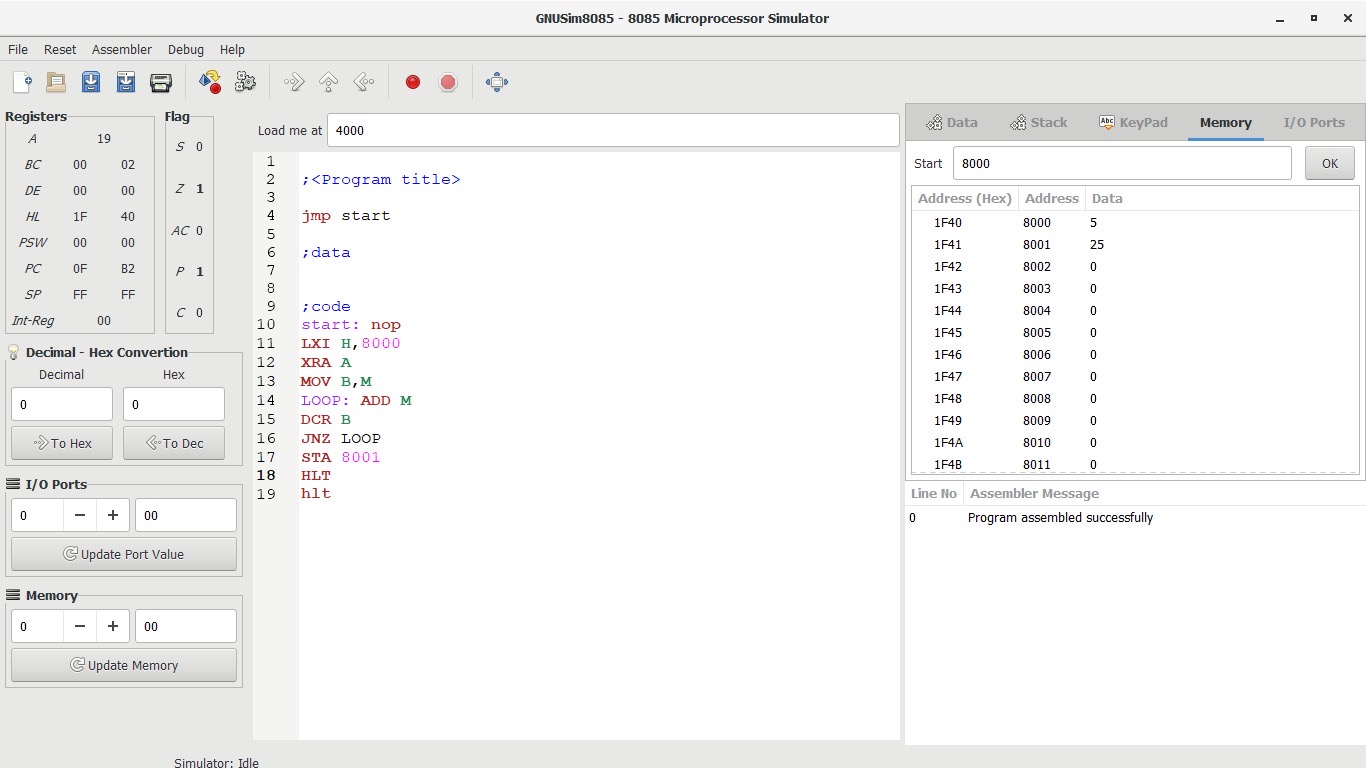 GNUSim8085 - 8085 Microprocessor Simulator
File Reset Assembler Debug Help
Registers
A 19
BC 00 02
DE 00 00
HL 1F 40
PSW 00 00
PC 0F B2
SP FF FF
Int-Reg 00
Flag
S 0
Z 1
AC 0
P 1
C 0
Decimal - Hex Convertion
Decimal Hex
0 0
To Hex To Dec
I/O Ports
0 − + 00
Update Port Value
Memory
0 − + 00
Update Memory
Load me at 4000
1
2 ;<Program title>
3
4 jmp start
5
6 ;data
7
8
9 ;code
10 start: nop
11 LXI H,8000
12 XRA A
13 MOV B,M
14 LOOP: ADD M
15 DCR B
16 JNZ LOOP
17 STA 8001
18 HLT
19 hlt
Data Stack Abc KeyPad Memory I/O Ports
Start 8000 OK
Address (Hex) Address Data
1F40 8000 5
1F41 8001 25
1F42 8002 0
1F43 8003 0
1F44 8004 0
1F45 8005 0
1F46 8006 0
1F47 8007 0
1F48 8008 0
1F49 8009 0
1F4A 8010 0
1F4B 8011 0
Line No Assembler Message
0 Program assembled successfully
Simulator: Idle